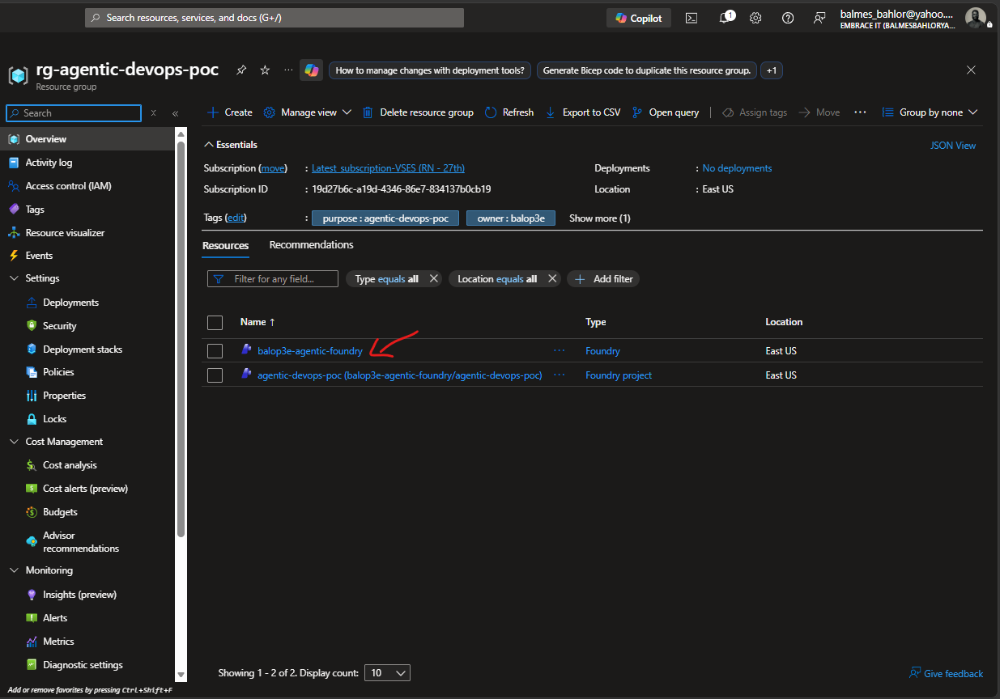 Search resources, services, and docs (G+/)
Copilot
1
balmes_bahlor@yahoo....
EMBRACE IT (BALMESBAHLORYA...
rg-agentic-devops-poc
Resource group
...
How to manage changes with deployment tools?
Generate Bicep code to duplicate this resource group.
+1
Search
Overview
Activity log
Access control (IAM)
Tags
Resource visualizer
Events
Settings
Deployments
Security
Deployment stacks
Policies
Properties
Locks
Cost Management
Cost analysis
Cost alerts (preview)
Budgets
Advisor
recommendations
Monitoring
Insights (preview)
Alerts
Metrics
Diagnostic settings
Add or remove favorites by pressing Ctrl+Shift+F
Create
Manage view
Delete resource group
Refresh
Export to CSV
Open query
Assign tags
Move
...
Group by none
Essentials
JSON View
Subscription (move) : Latest_subscription-VSES (RN - 27th)
Deployments : No deployments
Subscription ID : 19d27b6c-a19d-4346-86e7-834137b0cb19
Location : East US
Tags (edit) : purpose : agentic-devops-poc owner : balop3e Show more (1)
Resources Recommendations
Filter for any field...
Type equals all
Location equals all
Add filter
Name ↑ Type Location
balop3e-agentic-foundry ... Foundry East US
agentic-devops-poc (balop3e-agentic-foundry/agentic-devops-poc) ... Foundry project East US
Showing 1 - 2 of 2. Display count: 10
Give feedback